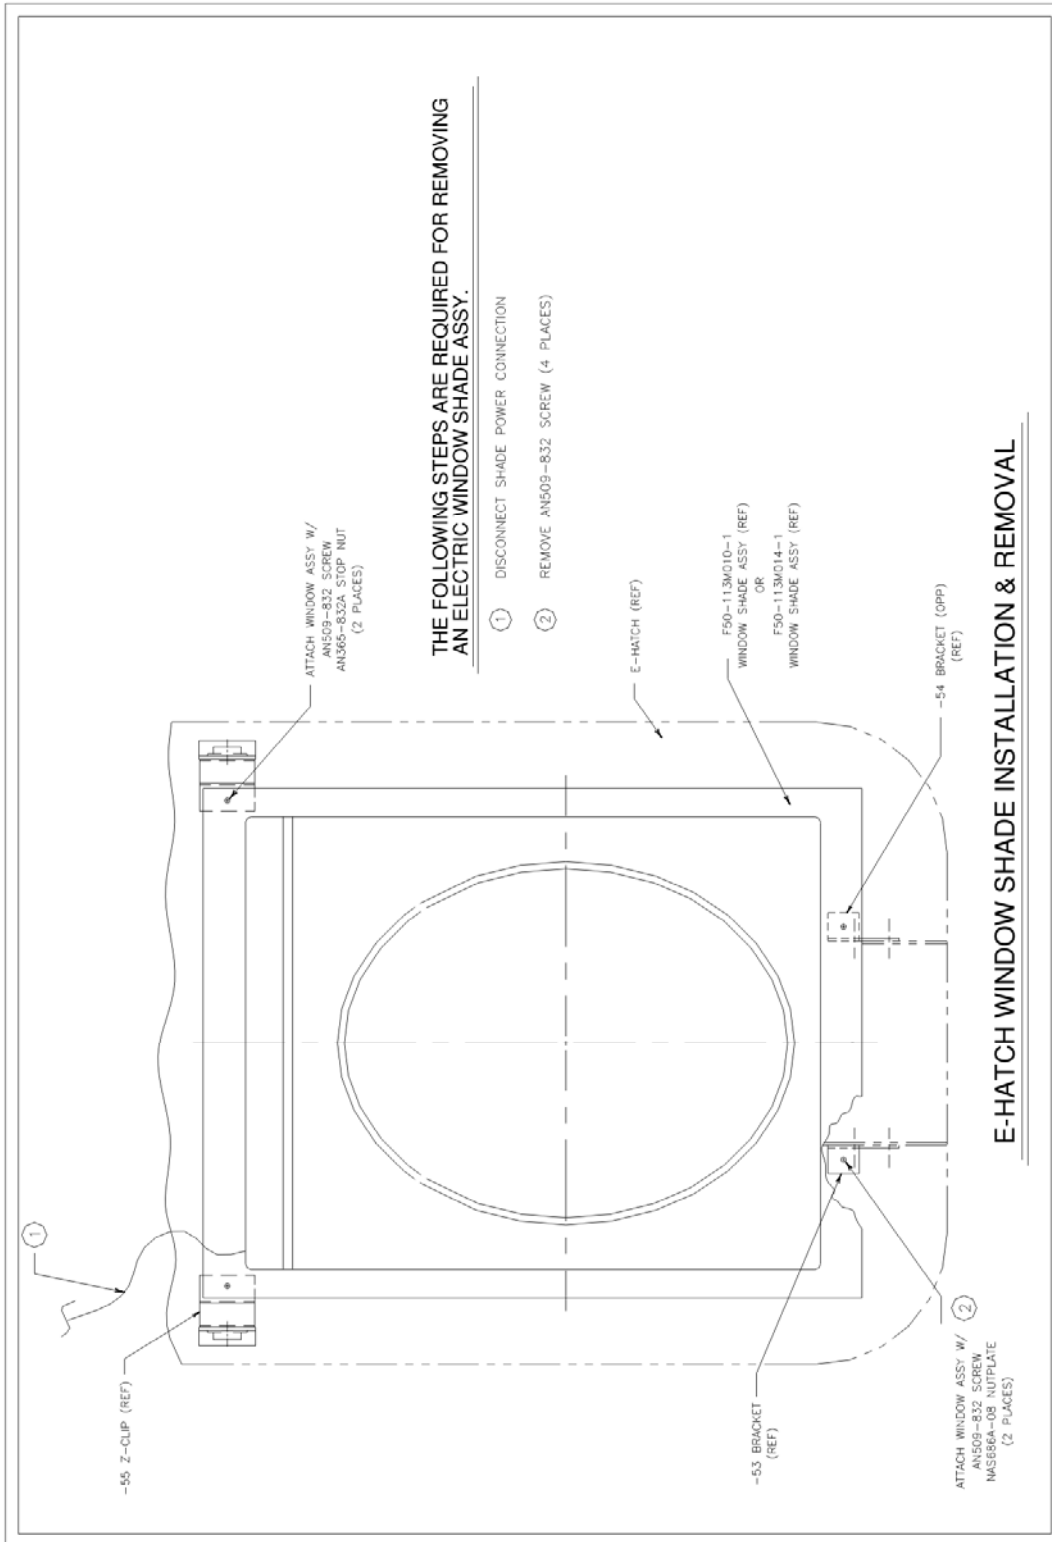 1
-55 Z-CLIP (REF)
ATTACH WINDOW ASSY W/
AN509-832 SCREW
AN365-832A STOP NUT
(2 PLACES)
THE FOLLOWING STEPS ARE REQUIRED FOR REMOVING
AN ELECTRIC WINDOW SHADE ASSY.
1 DISCONNECT SHADE POWER CONNECTION
2 REMOVE AN509-832 SCREW (4 PLACES)
E-HATCH (REF)
F50-113M010-1
WINDOW SHADE ASSY (REF)
OR
F50-113M014-1
WINDOW SHADE ASSY (REF)
-54 BRACKET (OPP)
(REF)
-53 BRACKET
(REF)
ATTACH WINDOW ASSY W/ 2
AN509-832 SCREW
NAS686A-08 NUTPLATE
(2 PLACES)
E-HATCH WINDOW SHADE INSTALLATION & REMOVAL